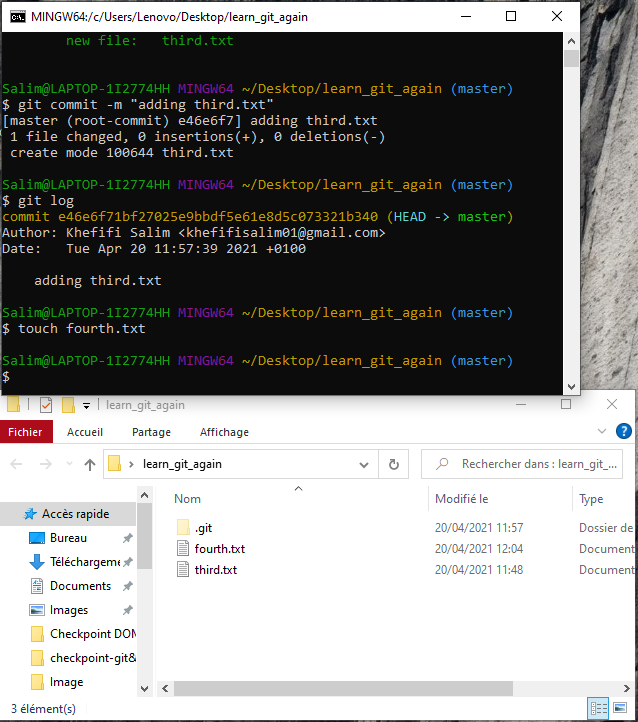 MINGW64:/c/Users/Lenovo/Desktop/learn_git_again
new file:   third.txt
Salim@LAPTOP-1I2774HH MINGW64 ~/Desktop/learn_git_again (master)
$ git commit -m "adding third.txt"
[master (root-commit) e46e6f7] adding third.txt
1 file changed, 0 insertions(+), 0 deletions(-)
create mode 100644 third.txt
Salim@LAPTOP-1I2774HH MINGW64 ~/Desktop/learn_git_again (master)
$ git log
commit e46e6f71bf27025e9bbdf5e61e8d5c073321b340 (HEAD -> master)
Author: Khefifi Salim <khefifisalim01@gmail.com>
Date:   Tue Apr 20 11:57:39 2021 +0100
adding third.txt
Salim@LAPTOP-1I2774HH MINGW64 ~/Desktop/learn_git_again (master)
$ touch fourth.txt
Salim@LAPTOP-1I2774HH MINGW64 ~/Desktop/learn_git_again (master)
$
learn_git_again
Fichier Accueil Partage Affichage
learn_git_again Rechercher dans : learn_git_...
Nom Modifié le Type
Accès rapide
Bureau
Téléchargeme
Documents
Images
Checkpoint DOM
checkpoint-git&
Image
.git 20/04/2021 11:57 Dossier de
fourth.txt 20/04/2021 12:04 Document
third.txt 20/04/2021 11:48 Document
3 élément(s)